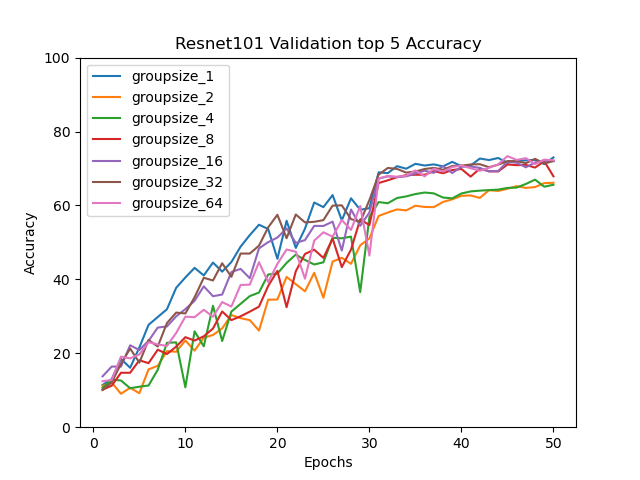 Resnet101 Validation top 5 Accuracy
groupsize_1
groupsize_2
groupsize_4
groupsize_8
groupsize_16
groupsize_32
groupsize_64
100
80
60
40
20
0
Accuracy
0 10 20 30 40 50
Epochs